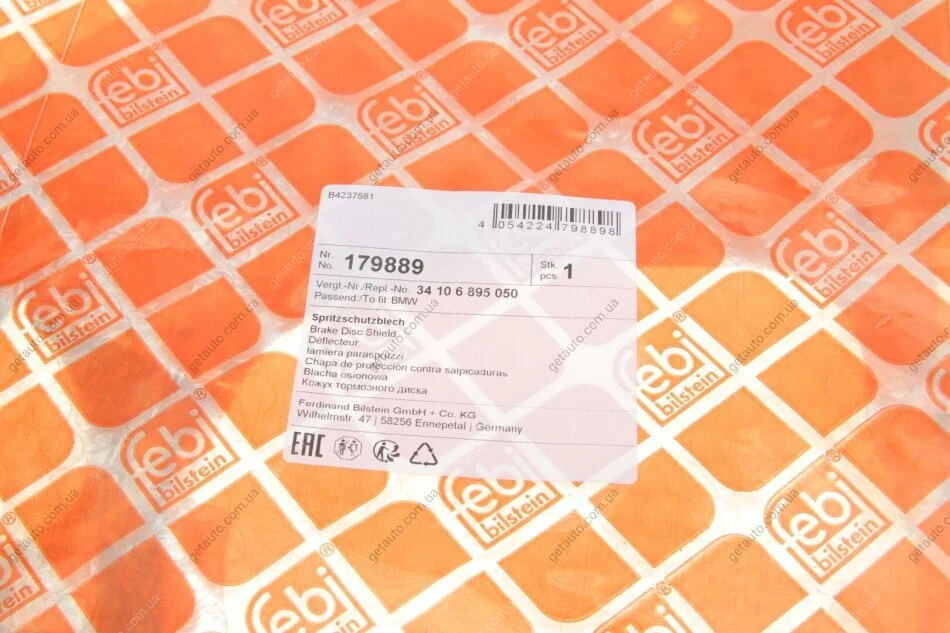 B4237581
4 054224 798898
Nr.
No. 179889
Stk.
pcs. 1
Vergl.-Nr./Repl.-No. 34 10 6 895 050
Passend:/To fit:BMW
Spritzschutzblech
Brake Disc Shield
Déflecteur
lamiera paraspruzzi
Chapa de protección contra salpicaduras
Blacha osłonowa
Кожух тормозного диска
Ferdinand Bilstein GmbH + Co. KG
Wilhelmstr. 47 | 58256 Ennepetal | Germany
EAC
febi
bilstein
getauto.com.ua